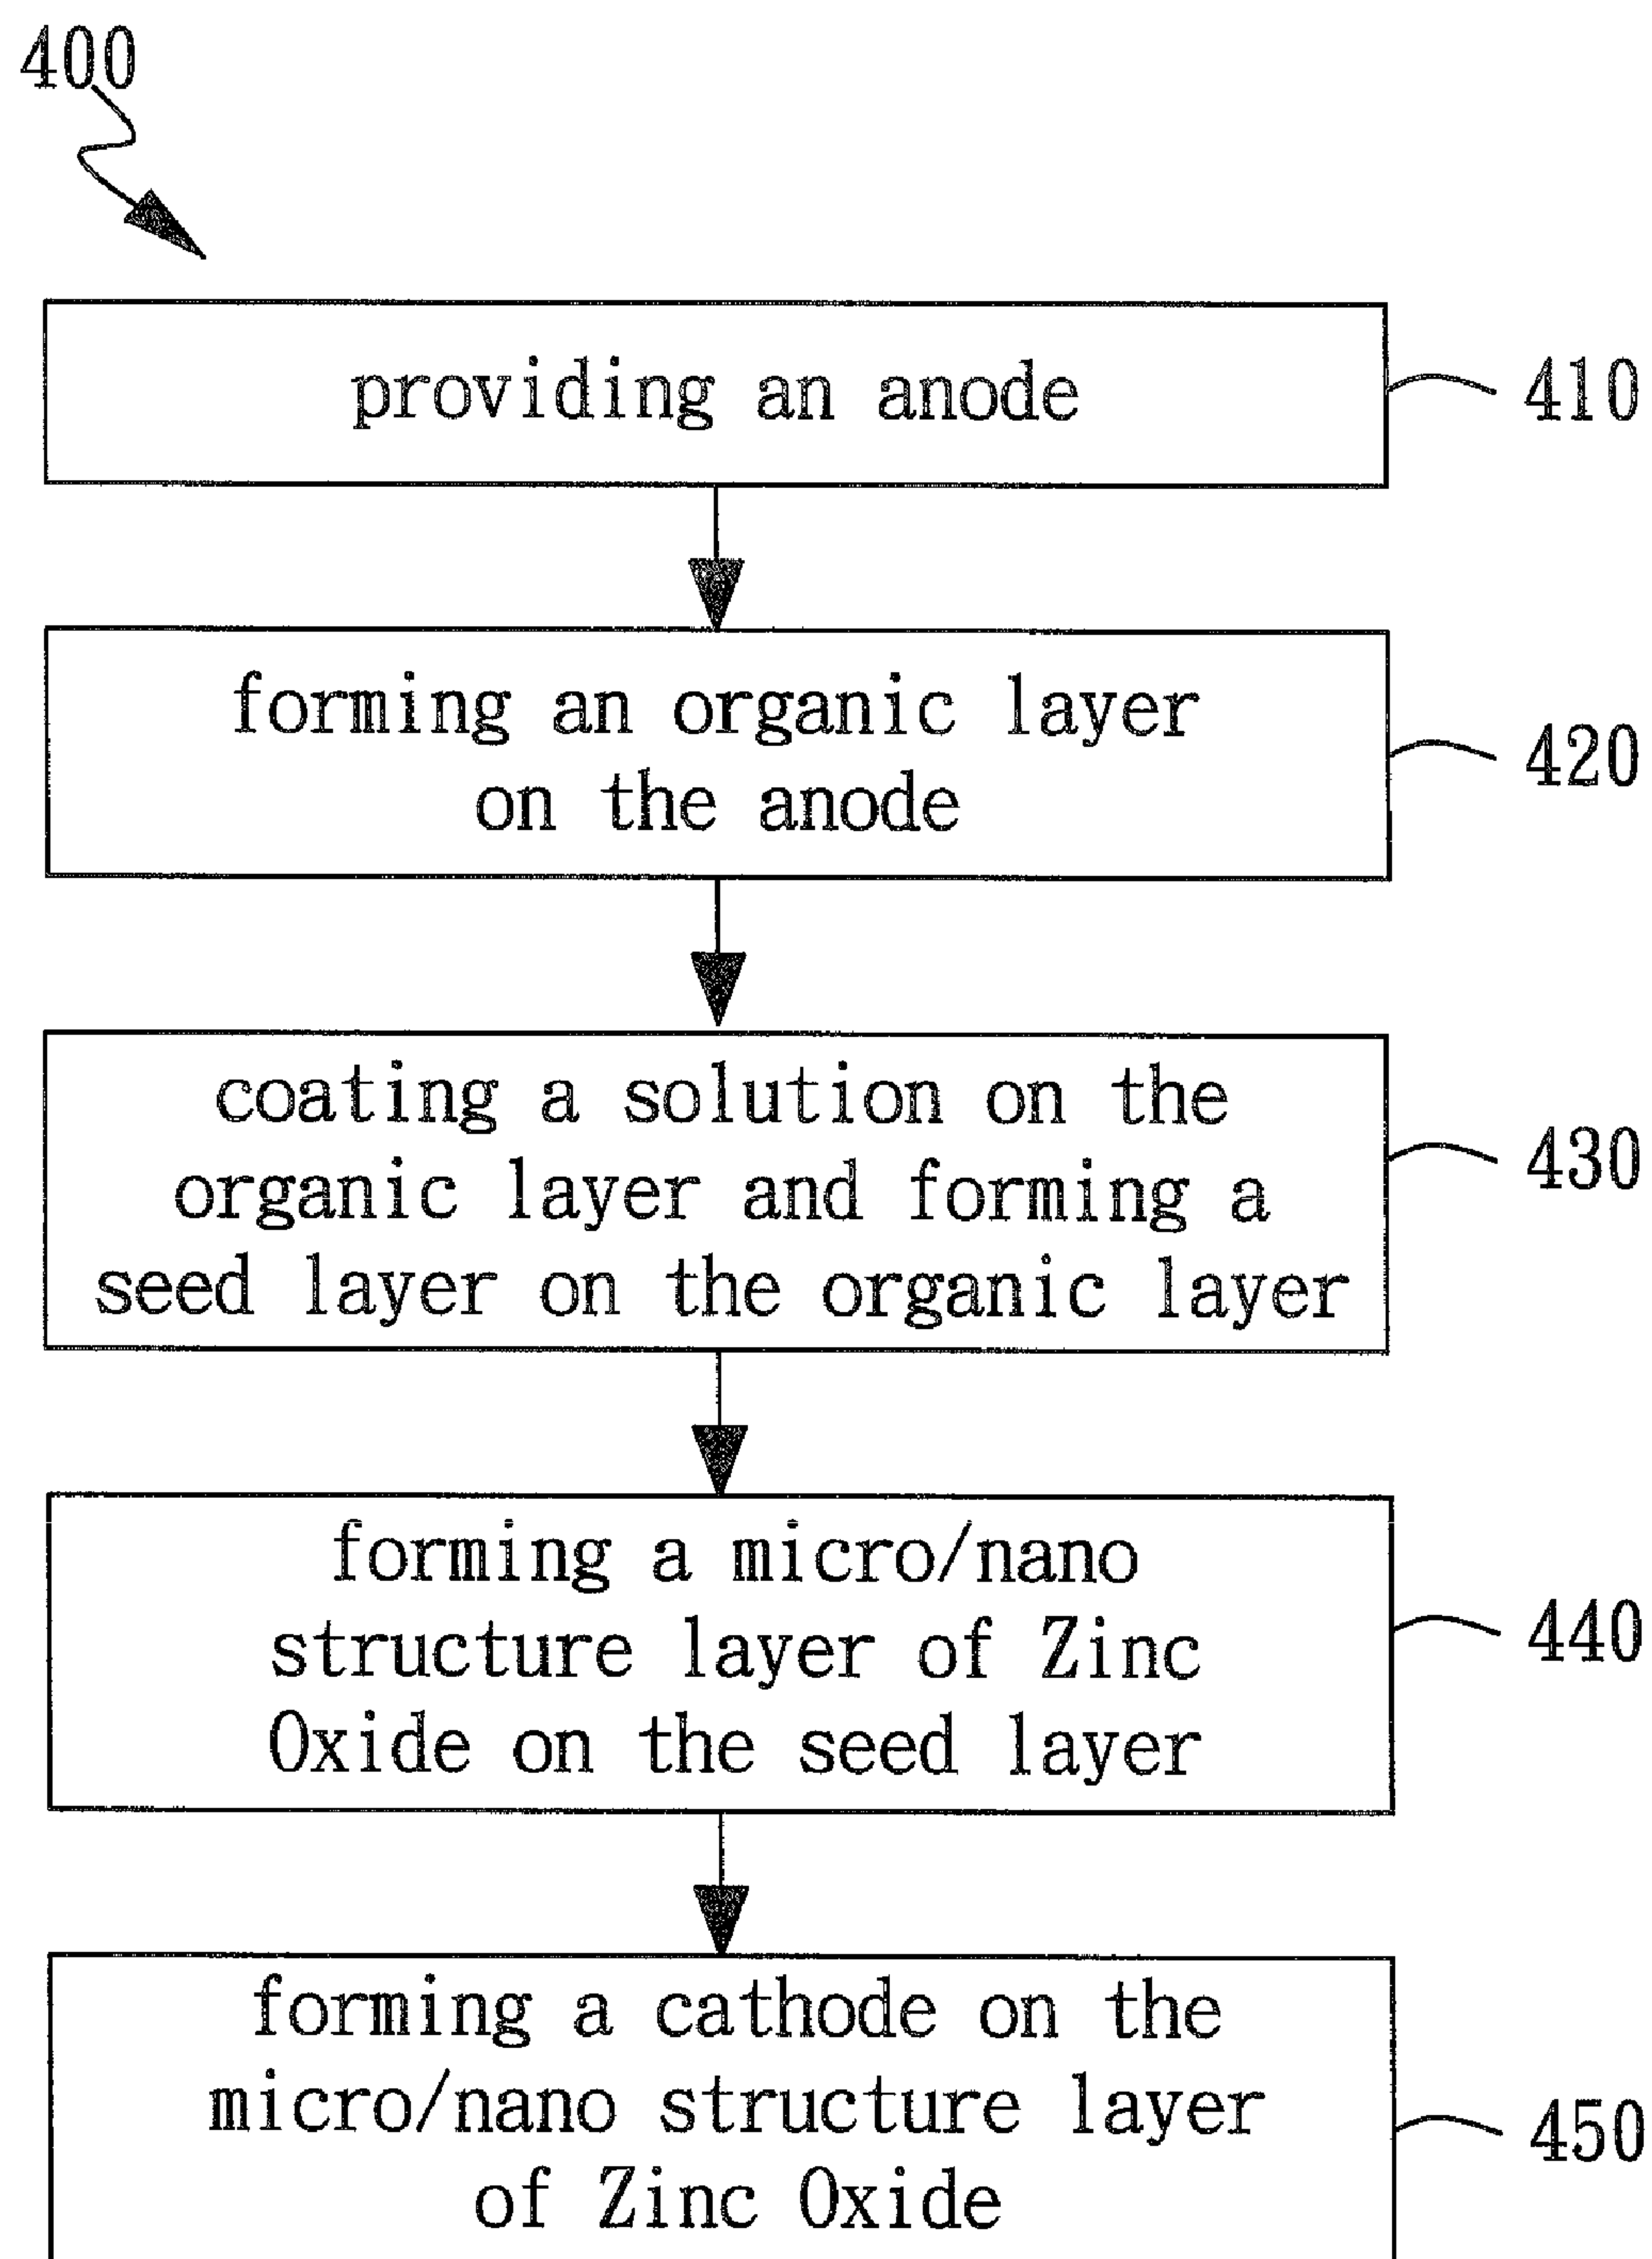 400
providing an anode
410
forming an organic layer
on the anode
420
coating a solution on the
organic layer and forming a
seed layer on the organic layer
430
forming a micro/nano
structure layer of Zinc
Oxide on the seed layer
440
forming a cathode on the
micro/nano structure layer
of Zinc Oxide
450